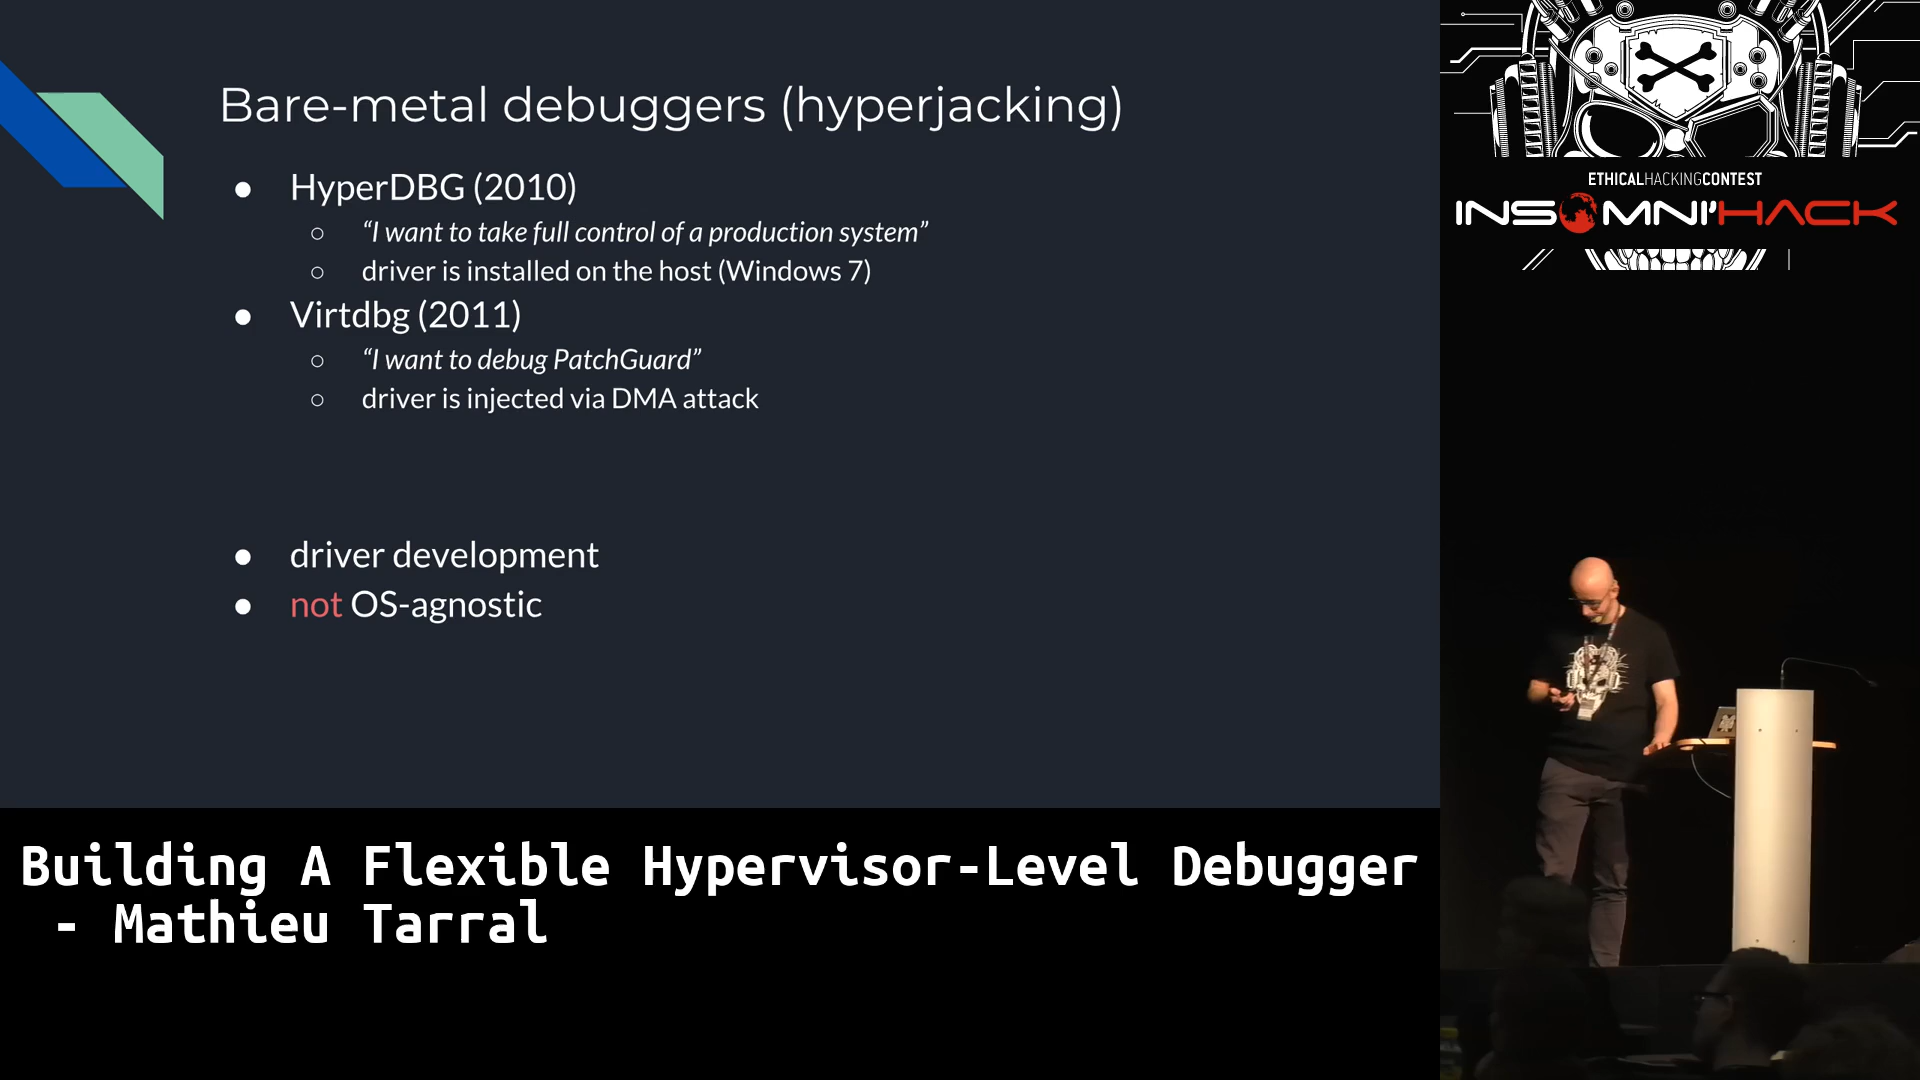 Bare-metal debuggers (hyperjacking)
● HyperDBG (2010)
○ “I want to take full control of a production system”
○ driver is installed on the host (Windows 7)
● Virtdbg (2011)
○ “I want to debug PatchGuard”
○ driver is injected via DMA attack
● driver development
● not OS-agnostic
ETHICALHACKINGCONTEST
INSOMNI'HACK
Building A Flexible Hypervisor-Level Debugger
- Mathieu Tarral